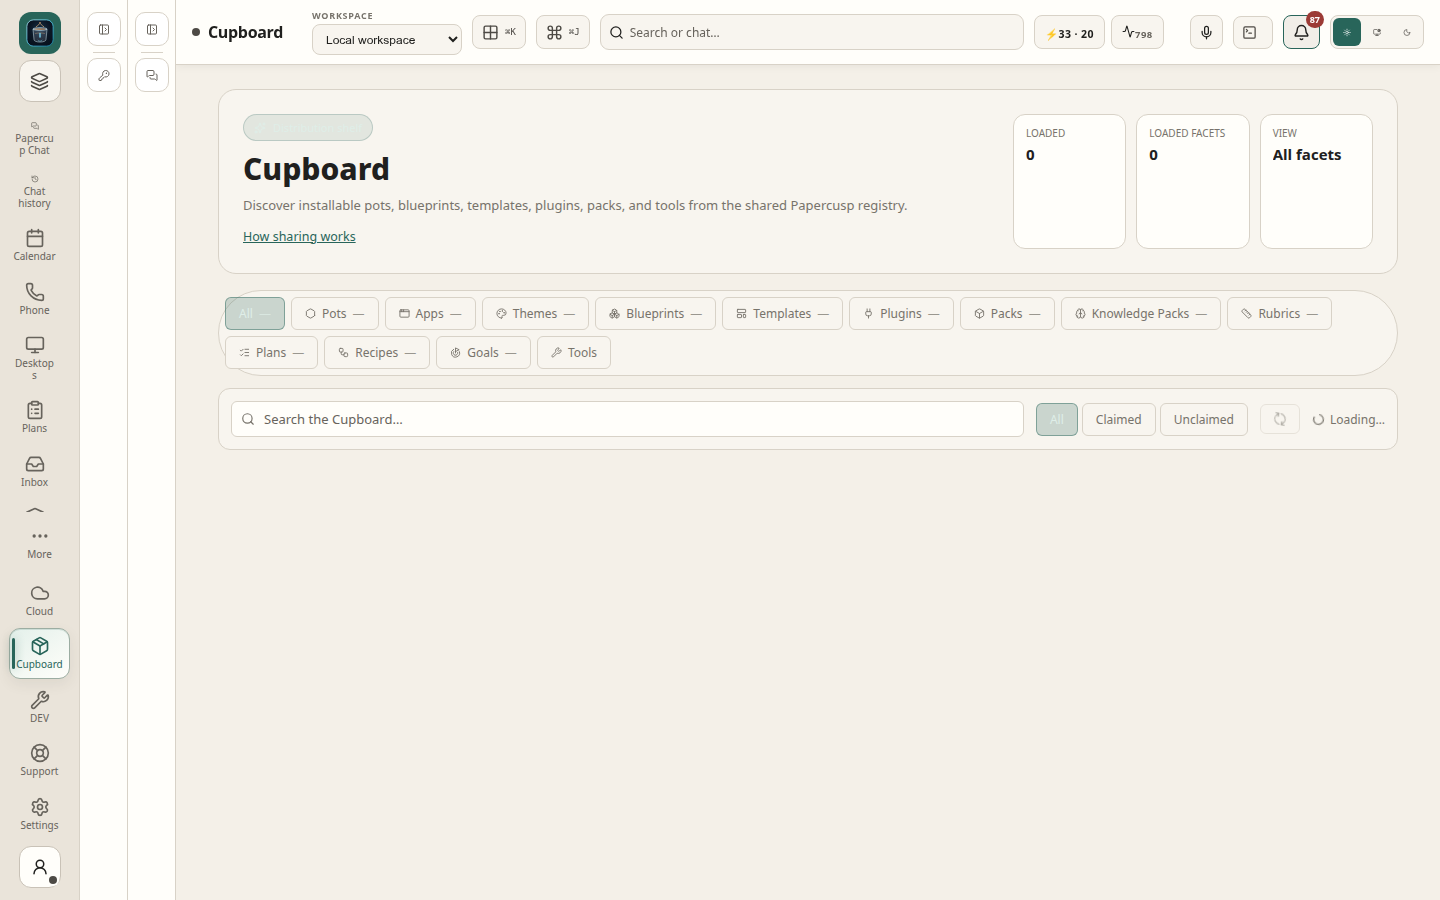 Cupboard
WORKSPACE
Local workspace
⌘K
⌘J
Search or chat...
⚡33 · 20
798
87
Papercu
p Chat
Chat
history
Calendar
Phone
Desktop
s
Plans
Inbox
More
Cloud
Cupboard
DEV
Support
Settings
Cupboard
Discover installable pots, blueprints, templates, plugins, packs, and tools from the shared Papercusp registry.
How sharing works
LOADED
0
LOADED FACETS
0
VIEW
All facets
All —
Pots —
Apps —
Themes —
Blueprints —
Templates —
Plugins —
Packs —
Knowledge Packs —
Rubrics —
Plans —
Recipes —
Goals —
Tools
Search the Cupboard...
All
Claimed
Unclaimed
Loading...